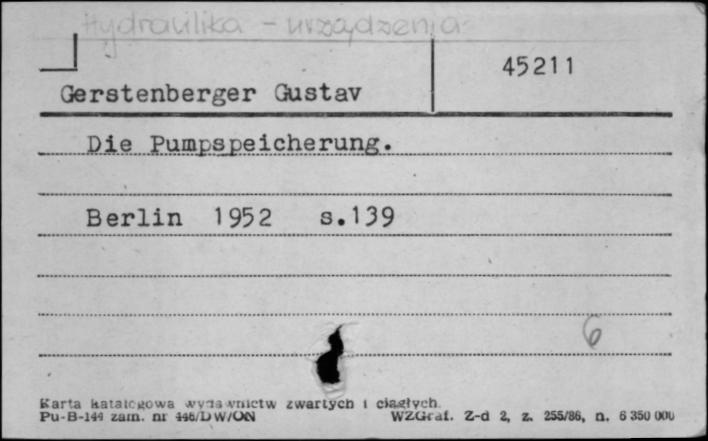 Hydraulika - urządzenia
45211
Gerstenberger Gustav
Die Pumpspeicherung.
Berlin 1952 s.139
6
Karta katalogowa wydawnictw zwartych i ciągłych.
Pu-B-144 zam. nr 446/DW/ON WZGraf. Z-d 2, z. 255/86, n. 6 350 000